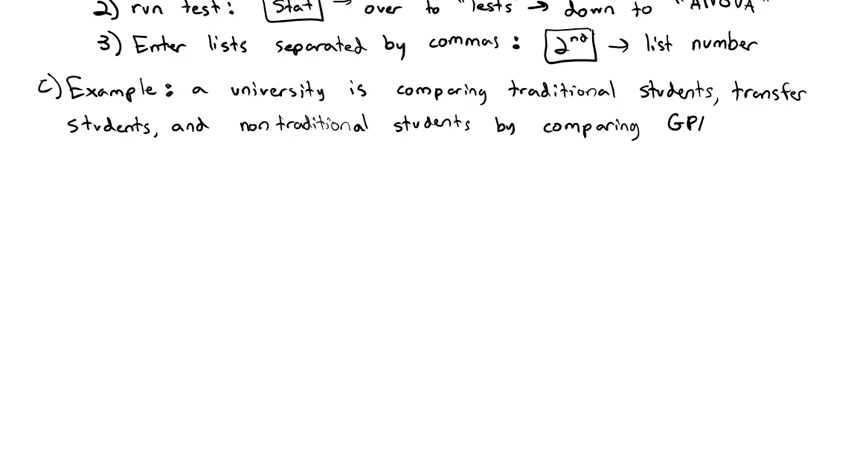 2) run test: Stat → over to "Tests → down to "ANOVA"
3) Enter lists separated by commas: 2nd → list number
c) Example: a university is comparing traditional students, transfer
students, and nontraditional students by comparing GP